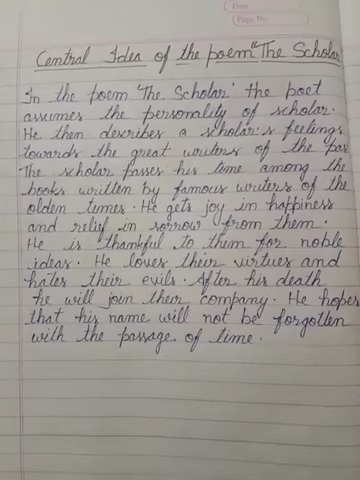 Date
Page No
Central Idea of the poem "The Scholar
In the poem 'The Scholar' the poet
assumes the personality of scholar.
He then describes a scholar's feelings
towards the great writers of the pas
The scholar passes his time among the
books written by famous writers of the
olden times. He gets joy in happiness
and relief in sorrow from them.
He is thankful to them for noble
ideas. He loves their virtues and
hates their evils. After his death
he will join their company. He hopes
that his name will not be forgotten
with the passage of time.